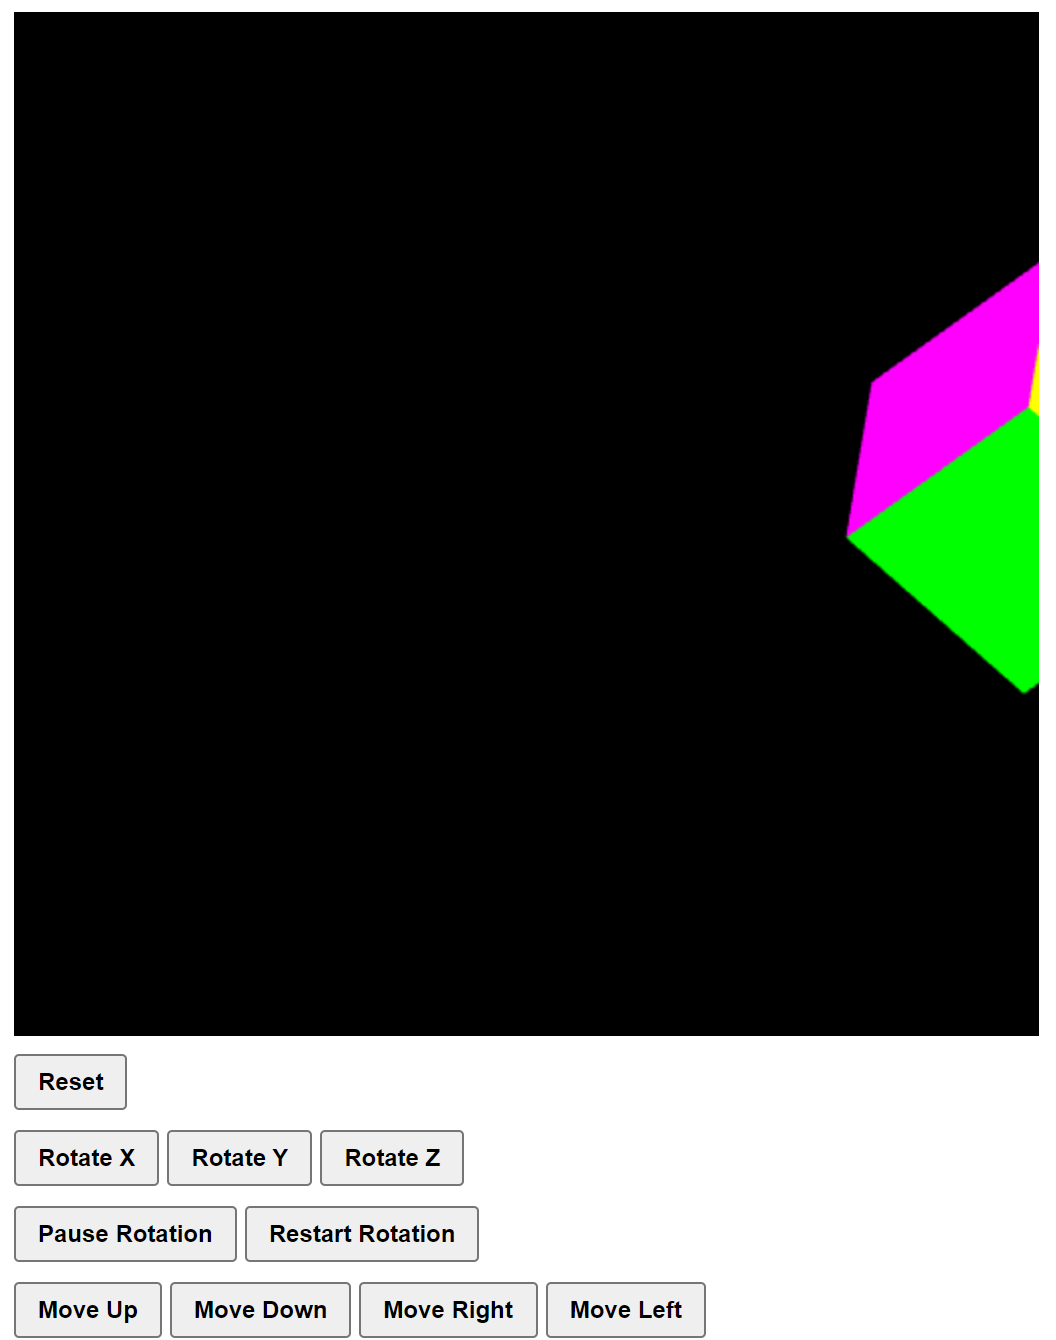 Reset
Rotate X Rotate Y Rotate Z
Pause Rotation Restart Rotation
Move Up Move Down Move Right Move Left